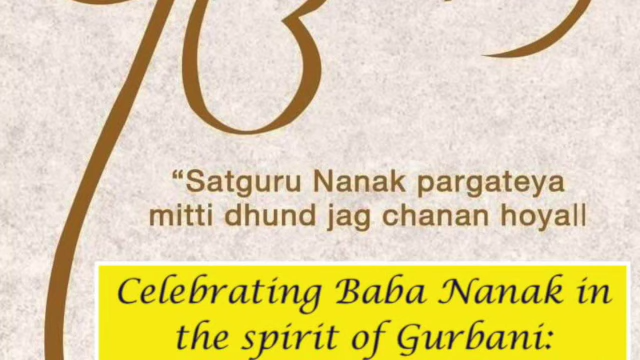 “Satguru Nanak pargateya
mitti dhund jag chanan hoya||
Celebrating Baba Nanak in
the spirit of Gurbani: